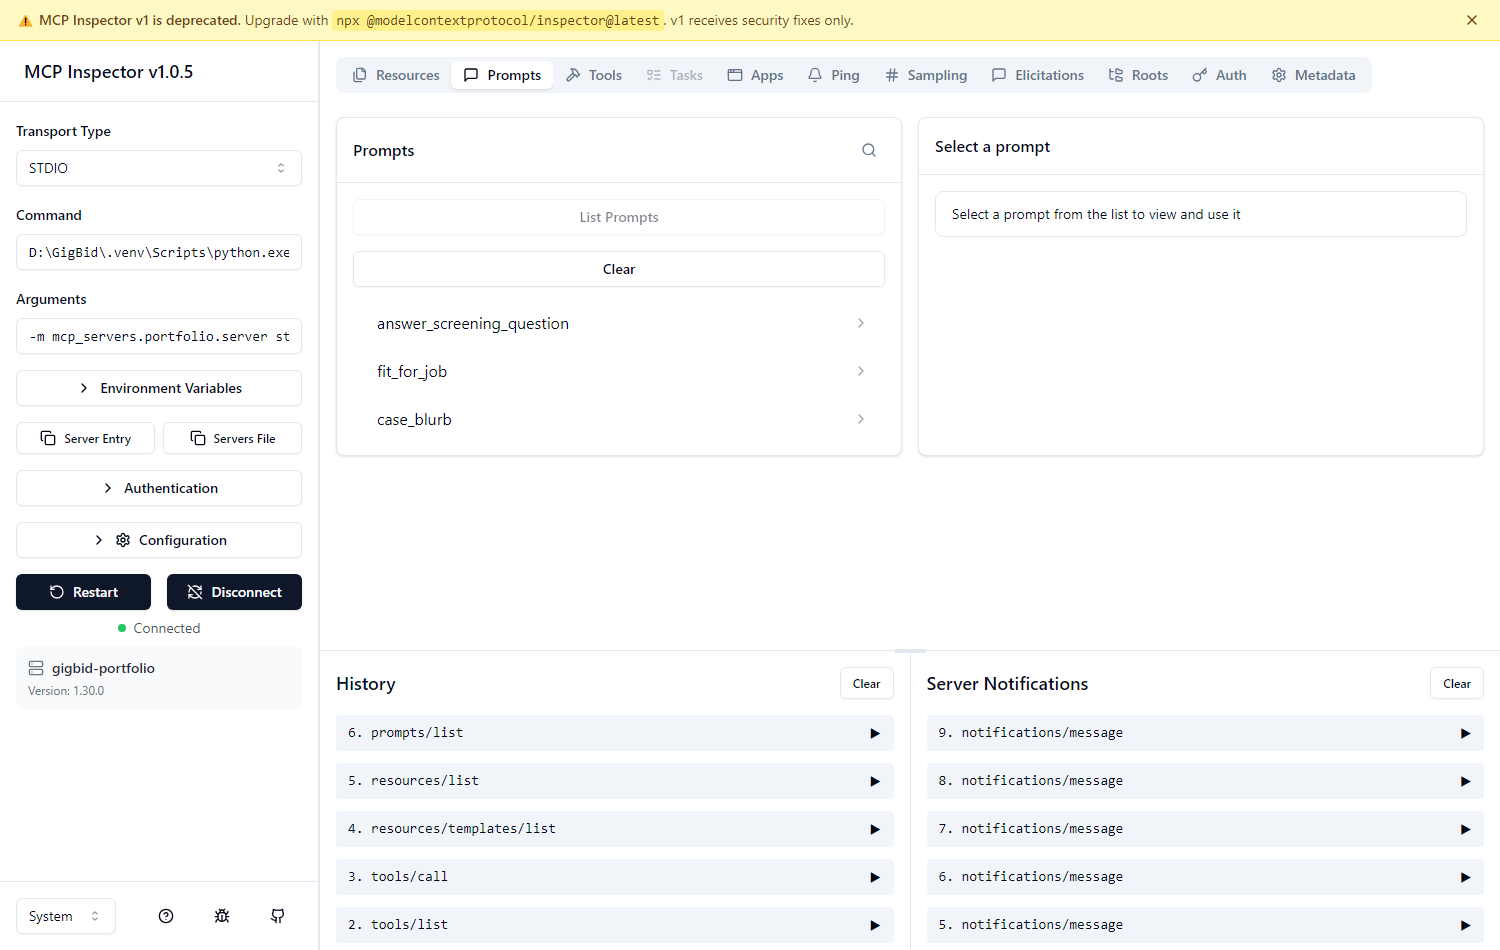 MCP Inspector v1 is deprecated. Upgrade with npx @modelcontextprotocol/inspector@latest. v1 receives security fixes only.
MCP Inspector v1.0.5
Transport Type
STDIO
Command
D:\GigBid\.venv\Scripts\python.exe
Arguments
-m mcp_servers.portfolio.server st
Environment Variables
Server Entry
Servers File
Authentication
Configuration
Restart
Disconnect
Connected
gigbid-portfolio
Version: 1.30.0
System
Resources
Prompts
Tools
Tasks
Apps
Ping
Sampling
Elicitations
Roots
Auth
Metadata
Prompts
List Prompts
Clear
answer_screening_question
fit_for_job
case_blurb
Select a prompt
Select a prompt from the list to view and use it
History
Clear
6. prompts/list
5. resources/list
4. resources/templates/list
3. tools/call
2. tools/list
Server Notifications
Clear
9. notifications/message
8. notifications/message
7. notifications/message
6. notifications/message
5. notifications/message